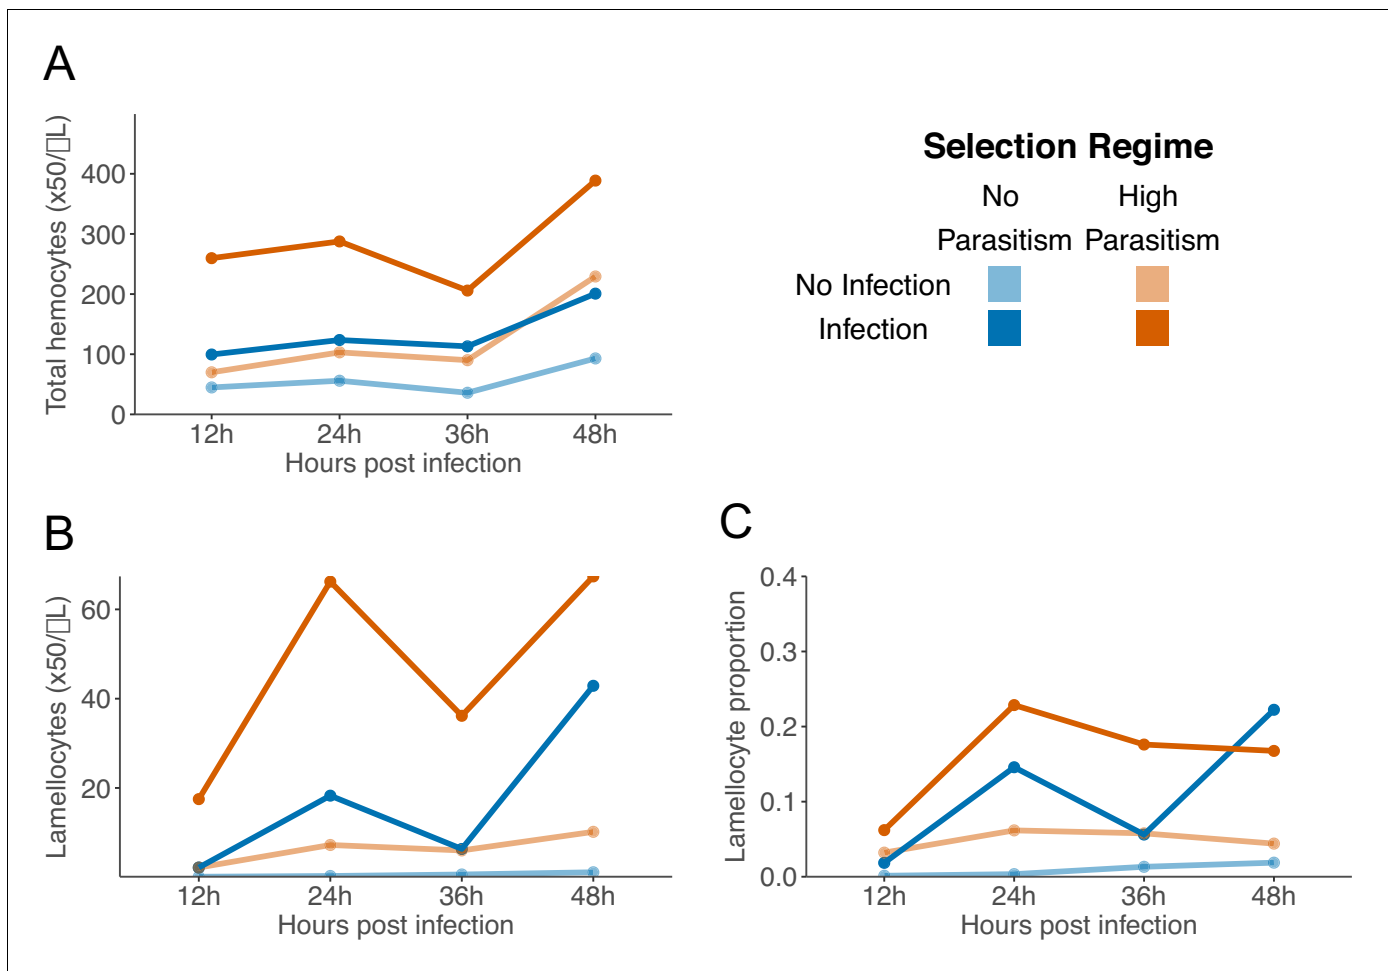 A
Total hemocytes (x50/□L)
400
300
200
100
0
12h 24h 36h 48h
Hours post infection
Selection Regime
No High
Parasitism Parasitism
No Infection
Infection
B
Lamellocytes (x50/□L)
60
40
20
12h 24h 36h 48h
Hours post infection
C
Lamellocyte proportion
0.4
0.3
0.2
0.1
0.0
12h 24h 36h 48h
Hours post infection